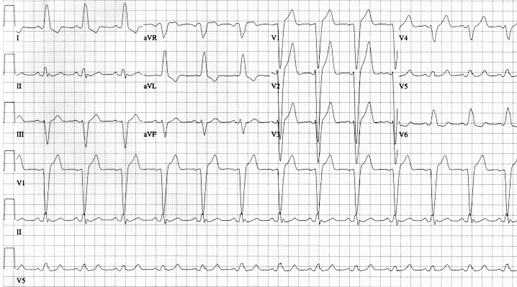 I aVR V1 V4
II aVL V2 V5
III aVF V3 V6
V1
II
V5